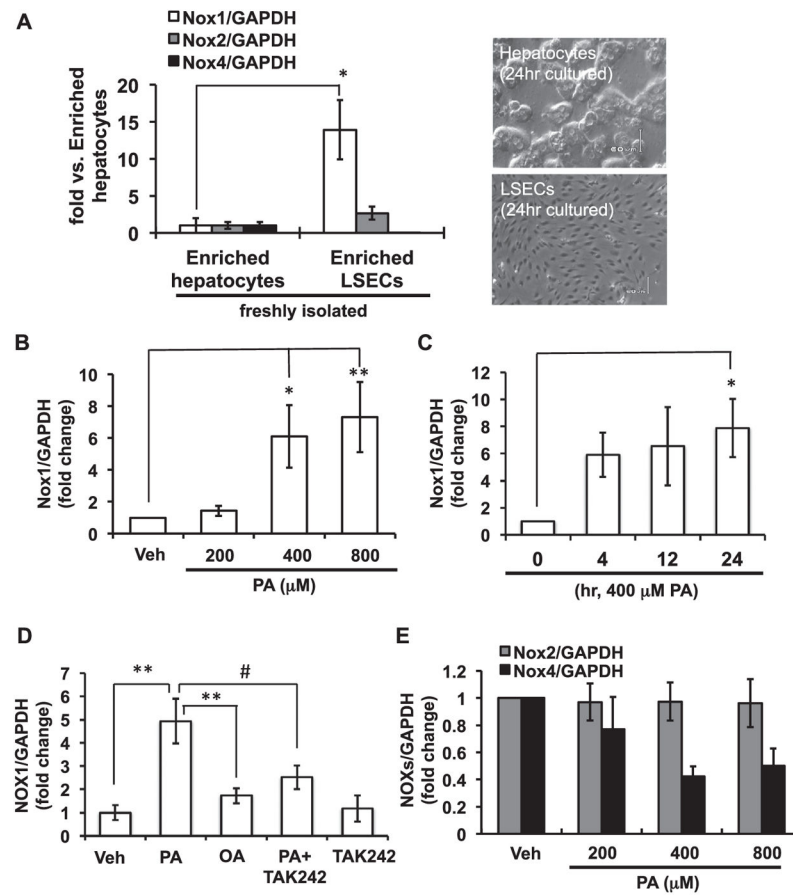 A
Nox1/GAPDH
Nox2/GAPDH
Nox4/GAPDH
fold vs. Enriched
hepatocytes
20
15
10
5
0
*
Enriched
hepatocytes
Enriched
LSECs
freshly isolated
Hepatocytes
(24hr cultured)
LSECs
(24hr cultured)
B
Nox1/GAPDH
(fold change)
10
8
6
4
2
0
*
**
Veh
200
400
800
PA (μM)
C
Nox1/GAPDH
(fold change)
12
10
8
6
4
2
0
*
0
4
12
24
(hr, 400 μM PA)
D
NOX1/GAPDH
(fold change)
7
6
5
4
3
2
1
0
**
**
#
Veh
PA
OA
PA+
TAK242
TAK242
E
Nox2/GAPDH
Nox4/GAPDH
NOXs/GAPDH
(fold change)
1.2
1
0.8
0.6
0.4
0.2
0
Veh
200
400
800
PA (μM)